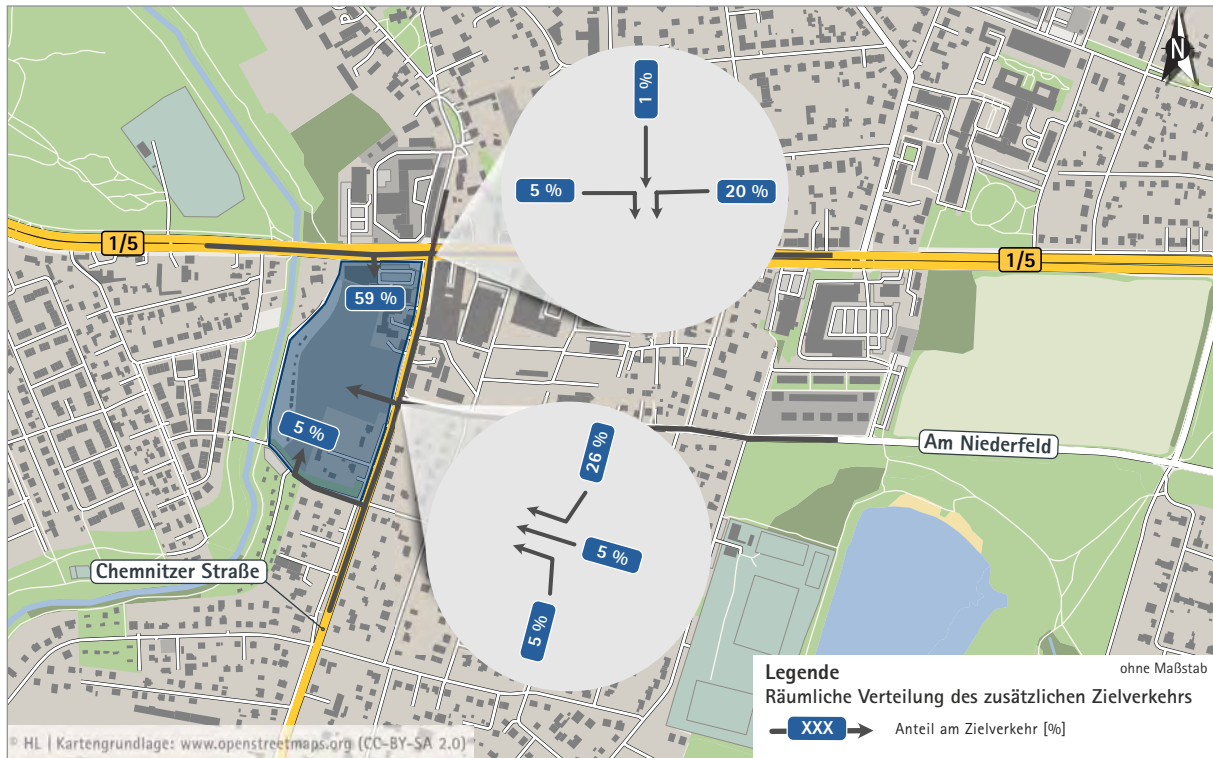 N
1 %
5 %
20 %
1/5
1/5
59 %
5 %
26 %
5 %
5 %
Am Niederfeld
Chemnitzer Straße
Legende
ohne Maßstab
Räumliche Verteilung des zusätzlichen Zielverkehrs
XXX
Anteil am Zielverkehr [%]
© HL | Kartengrundlage: www.openstreetmaps.org (CC-BY-SA 2.0)